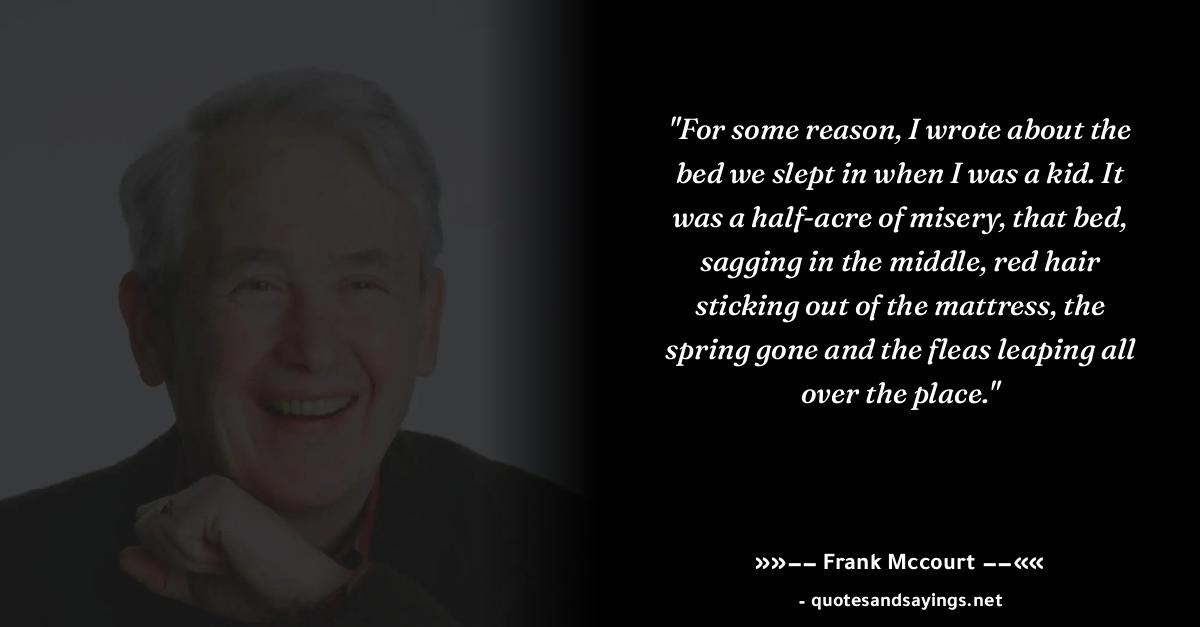 "For some reason, I wrote about the
bed we slept in when I was a kid. It
was a half-acre of misery, that bed,
sagging in the middle, red hair
sticking out of the mattress, the
spring gone and the fleas leaping all
over the place."
»»–– Frank Mccourt ––««
- quotesandsayings.net